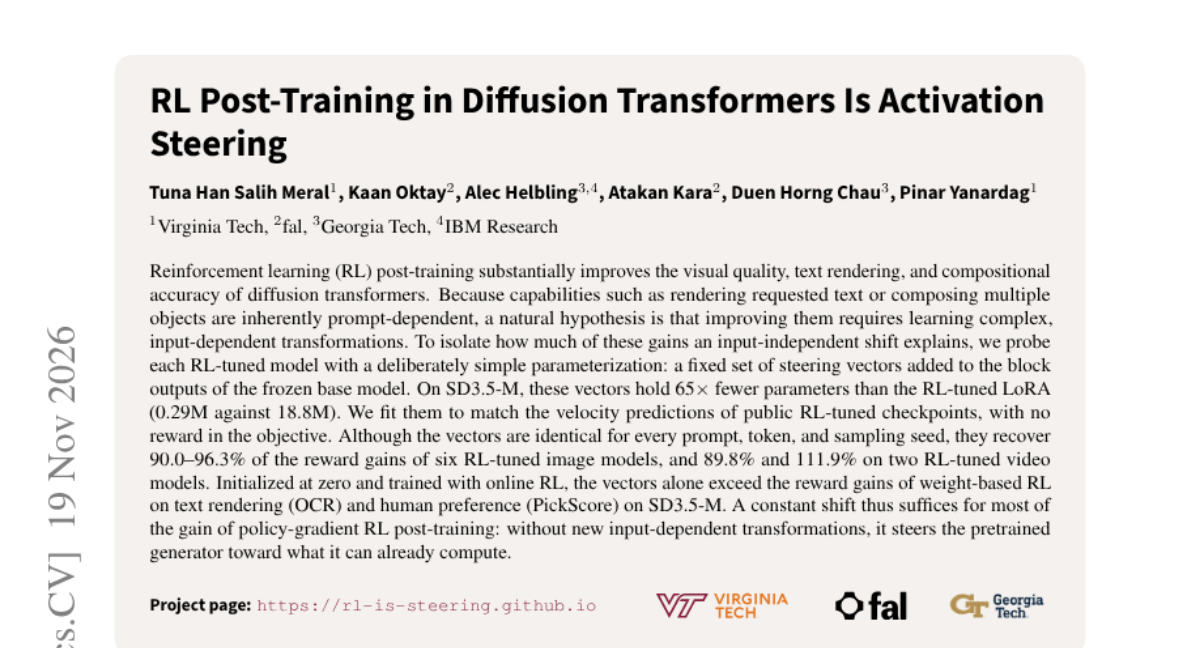 RL Post-Training in Diffusion Transformers Is Activation
Steering
Tuna Han Salih Meral1, Kaan Oktay2, Alec Helbling3,4, Atakan Kara2, Duen Horng Chau3, Pinar Yanardag1
1Virginia Tech, 2fal, 3Georgia Tech, 4IBM Research
Reinforcement learning (RL) post-training substantially improves the visual quality, text rendering, and compositional
accuracy of diffusion transformers. Because capabilities such as rendering requested text or composing multiple
objects are inherently prompt-dependent, a natural hypothesis is that improving them requires learning complex,
input-dependent transformations. To isolate how much of these gains an input-independent shift explains, we probe
each RL-tuned model with a deliberately simple parameterization: a fixed set of steering vectors added to the block
outputs of the frozen base model. On SD3.5-M, these vectors hold 65× fewer parameters than the RL-tuned LoRA
(0.29M against 18.8M). We fit them to match the velocity predictions of public RL-tuned checkpoints, with no
reward in the objective. Although the vectors are identical for every prompt, token, and sampling seed, they recover
90.0–96.3% of the reward gains of six RL-tuned image models, and 89.8% and 111.9% on two RL-tuned video
models. Initialized at zero and trained with online RL, the vectors alone exceed the reward gains of weight-based RL
on text rendering (OCR) and human preference (PickScore) on SD3.5-M. A constant shift thus suffices for most of
the gain of policy-gradient RL post-training: without new input-dependent transformations, it steers the pretrained
generator toward what it can already compute.
Project page: https://rl-is-steering.github.io
VT VIRGINIA
TECH
fal
GT Georgia
Tech
cs.CV] 19 Nov 2026